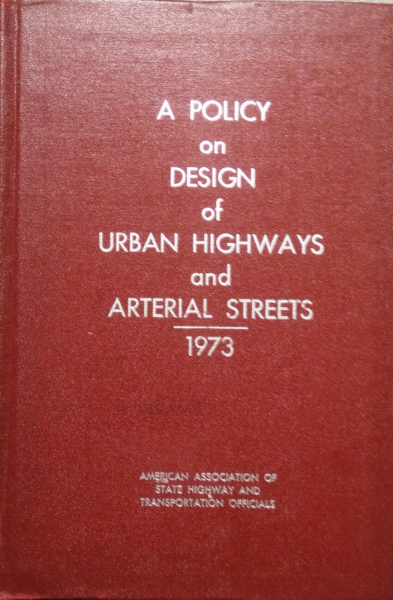 A POLICY
on
DESIGN
of
URBAN HIGHWAYS
and
ARTERIAL STREETS
1973
AMERICAN ASSOCIATION OF
STATE HIGHWAY AND
TRANSPORTATION OFFICIALS